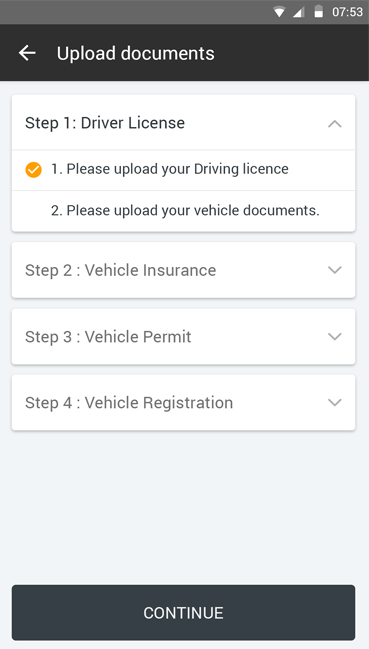 07:53
Upload documents
Step 1: Driver License
1. Please upload your Driving licence
2. Please upload your vehicle documents.
Step 2 : Vehicle Insurance
Step 3 : Vehicle Permit
Step 4 : Vehicle Registration
CONTINUE